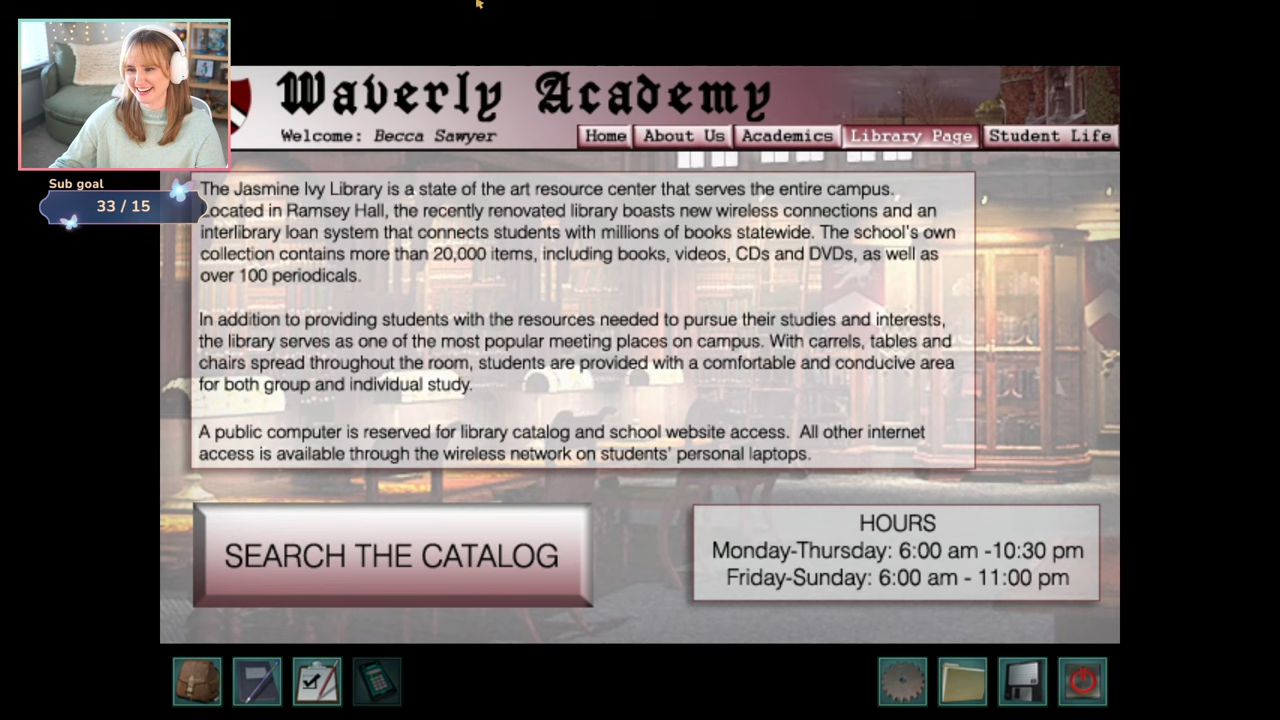 Waverly Academy
Welcome: Becca Sawyer
Home About Us Academics Library Page Student Life
Sub goal
33 / 15
The Jasmine Ivy Library is a state of the art resource center that serves the entire campus.
Located in Ramsey Hall, the recently renovated library boasts new wireless connections and an
interlibrary loan system that connects students with millions of books statewide. The school's own
collection contains more than 20,000 items, including books, videos, CDs and DVDs, as well as
over 100 periodicals.
In addition to providing students with the resources needed to pursue their studies and interests,
the library serves as one of the most popular meeting places on campus. With carrels, tables and
chairs spread throughout the room, students are provided with a comfortable and conducive area
for both group and individual study.
A public computer is reserved for library catalog and school website access. All other internet
access is available through the wireless network on students' personal laptops.
SEARCH THE CATALOG
HOURS
Monday-Thursday: 6:00 am -10:30 pm
Friday-Sunday: 6:00 am - 11:00 pm